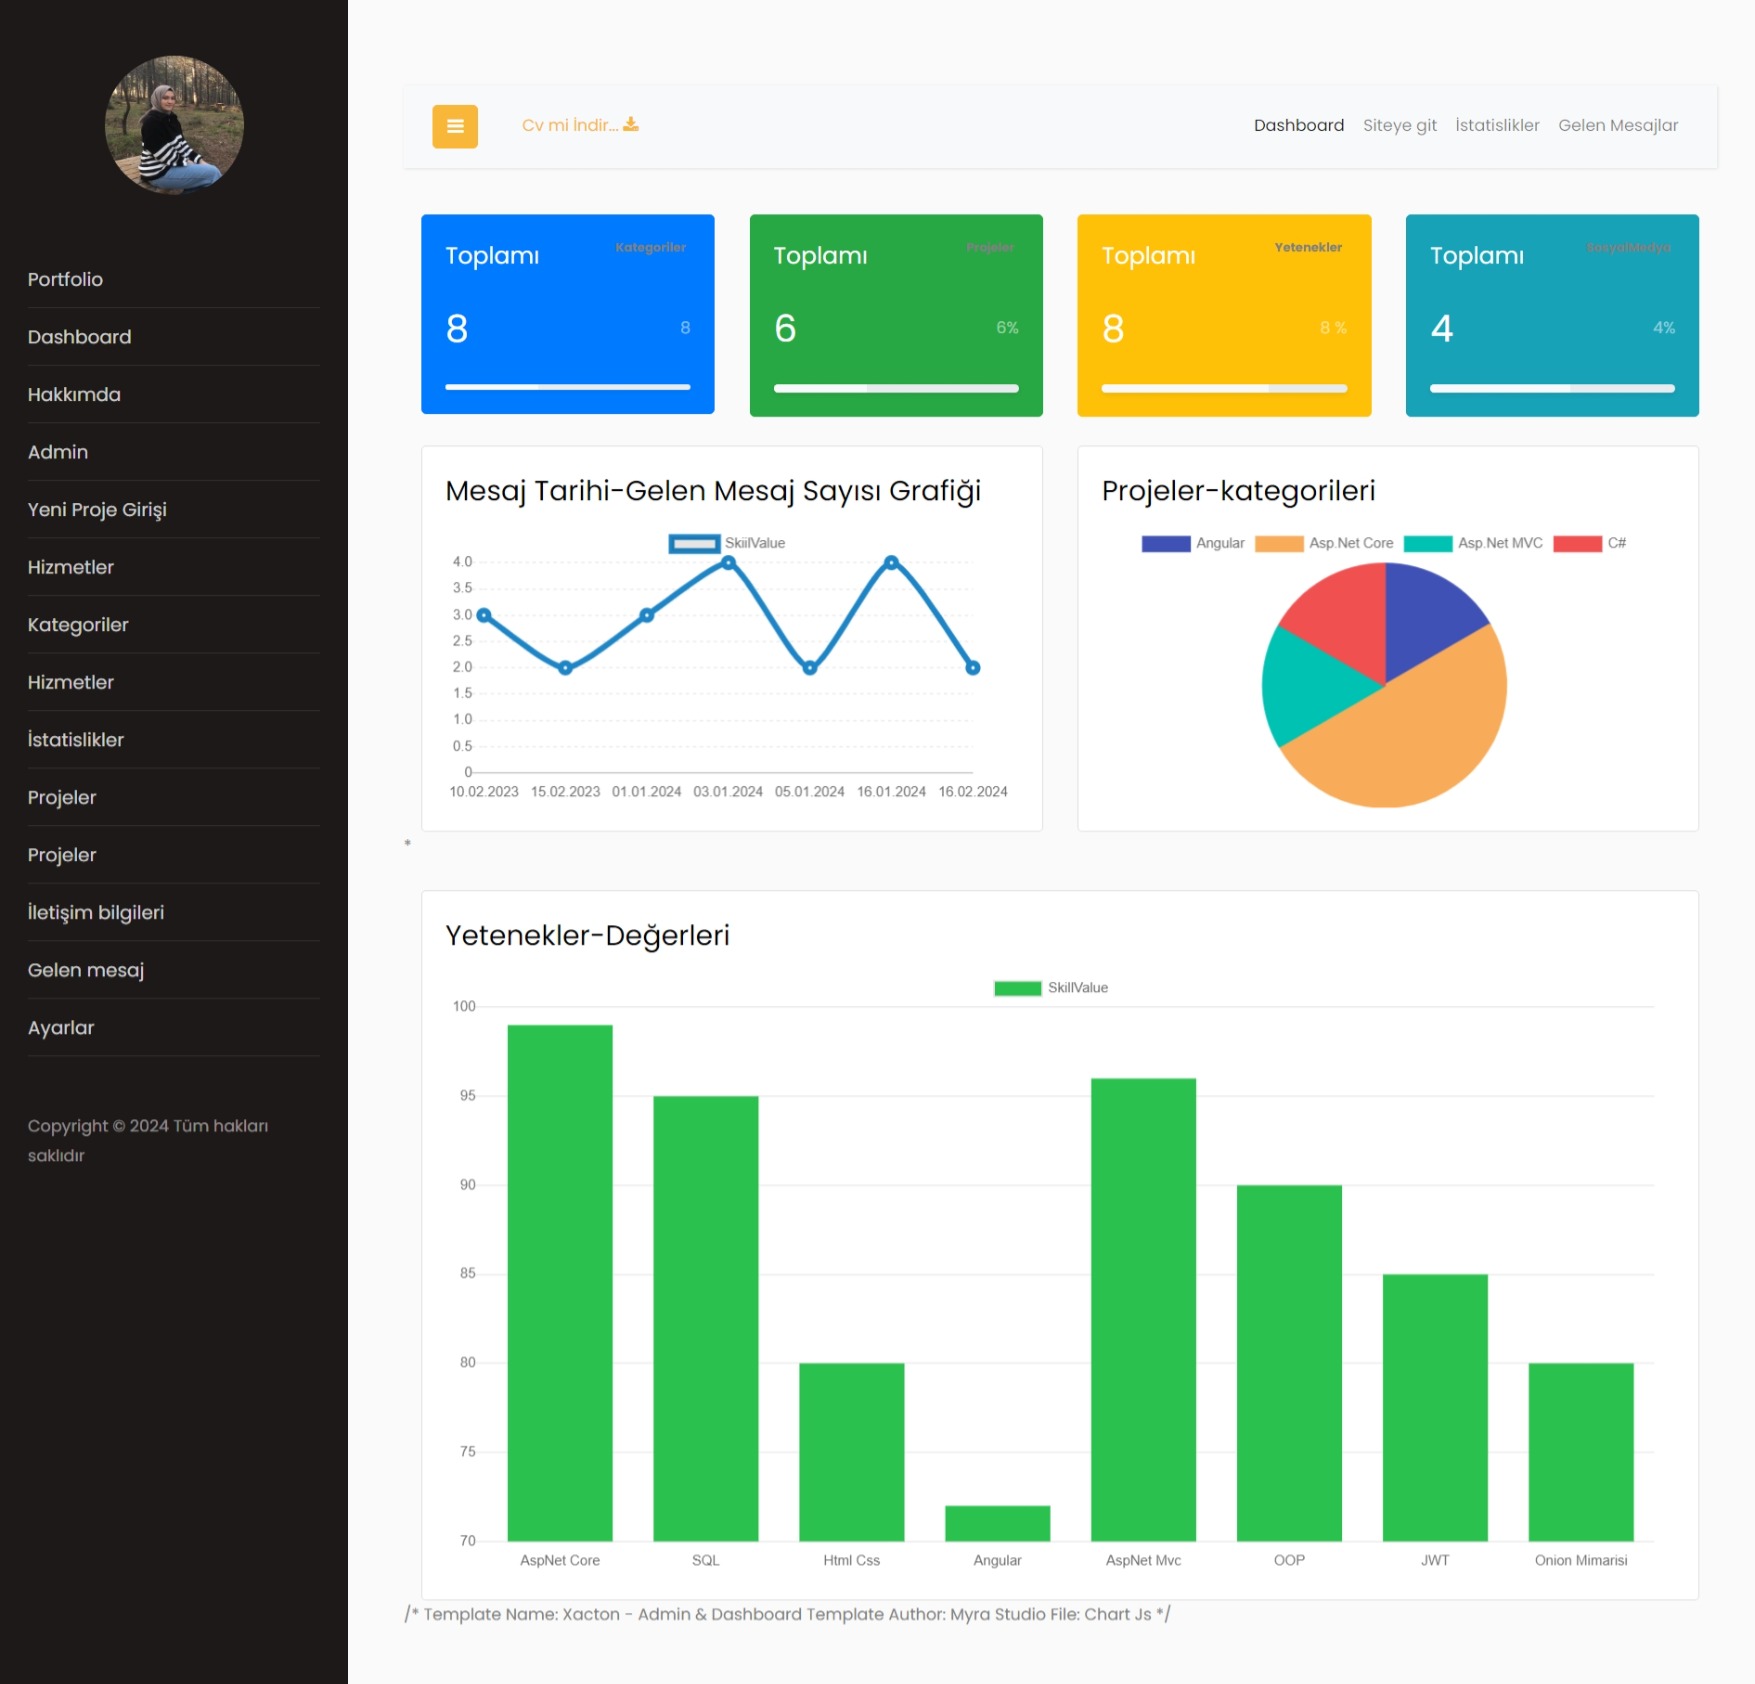 Portfolio
Dashboard
Hakkımda
Admin
Yeni Proje Girişi
Hizmetler
Kategoriler
Hizmetler
İstatislikler
Projeler
Projeler
İletişim bilgileri
Gelen mesaj
Ayarlar
Copyright © 2024 Tüm hakları
saklıdır
Cv mi İndir...
Dashboard Siteye git İstatislikler Gelen Mesajlar
Toplamı Kategoriler
8 8
Toplamı Projeler
6 6%
Toplamı Yetenekler
8 8 %
Toplamı SosyalMedya
4 4%
Mesaj Tarihi-Gelen Mesaj Sayısı Grafiği
SkiilValue
4.0
3.5
3.0
2.5
2.0
1.5
1.0
0.5
0
10.02.2023 15.02.2023 01.01.2024 03.01.2024 05.01.2024 16.01.2024 16.02.2024
Projeler-kategorileri
Angular Asp.Net Core Asp.Net MVC C#
*
Yetenekler-Değerleri
SkillValue
100
95
90
85
80
75
70
AspNet Core SQL Html Css Angular AspNet Mvc OOP JWT Onion Mimarisi
/* Template Name: Xacton - Admin & Dashboard Template Author: Myra Studio File: Chart Js */